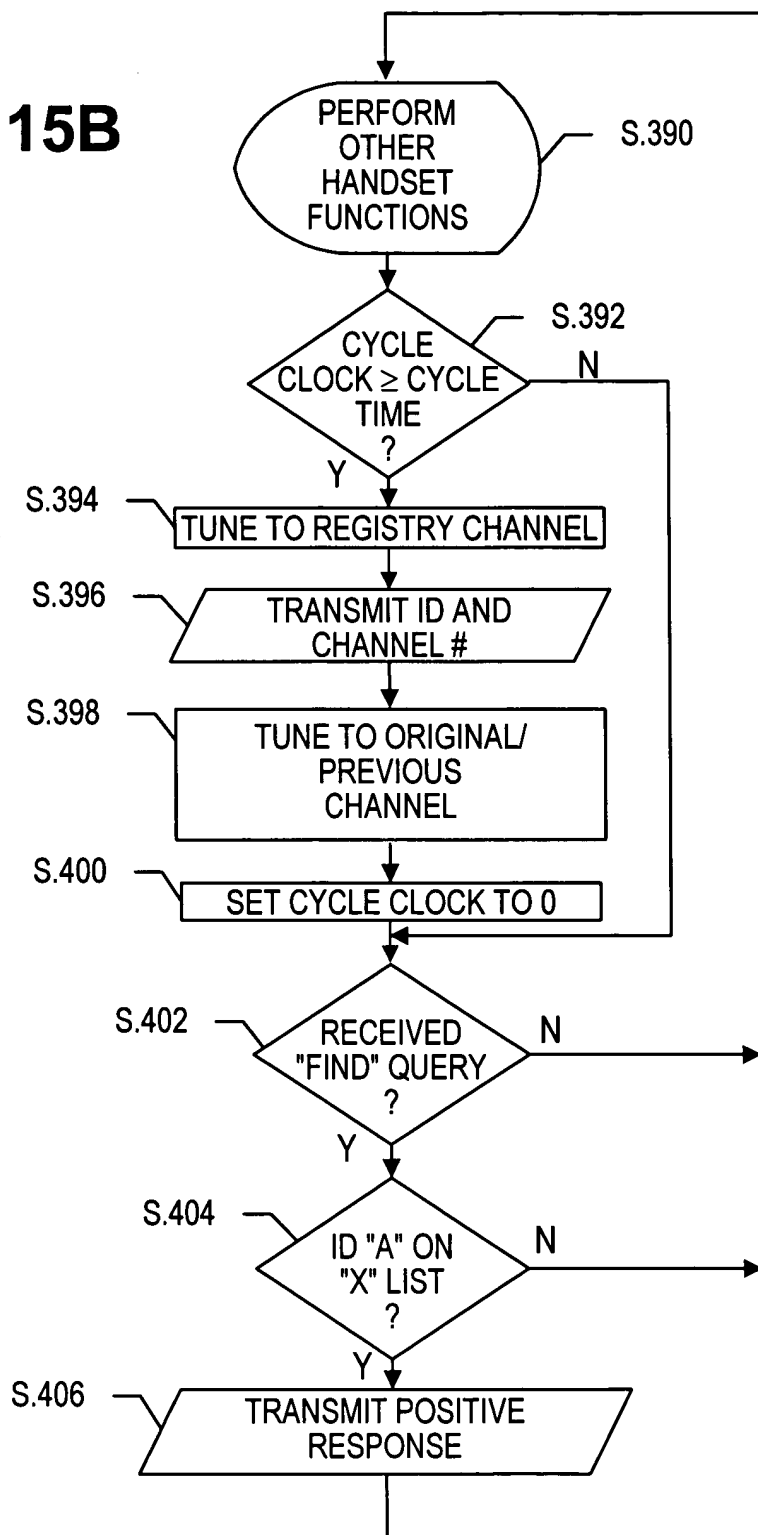 15B
PERFORM
OTHER
HANDSET
FUNCTIONS
S.390
CYCLE
CLOCK ≥ CYCLE
TIME
?
S.392
N
Y
S.394
TUNE TO REGISTRY CHANNEL
S.396
TRANSMIT ID AND
CHANNEL #
S.398
TUNE TO ORIGINAL/
PREVIOUS
CHANNEL
S.400
SET CYCLE CLOCK TO 0
S.402
RECEIVED
"FIND" QUERY
?
N
Y
S.404
ID "A" ON
"X" LIST
?
N
Y
S.406
TRANSMIT POSITIVE
RESPONSE